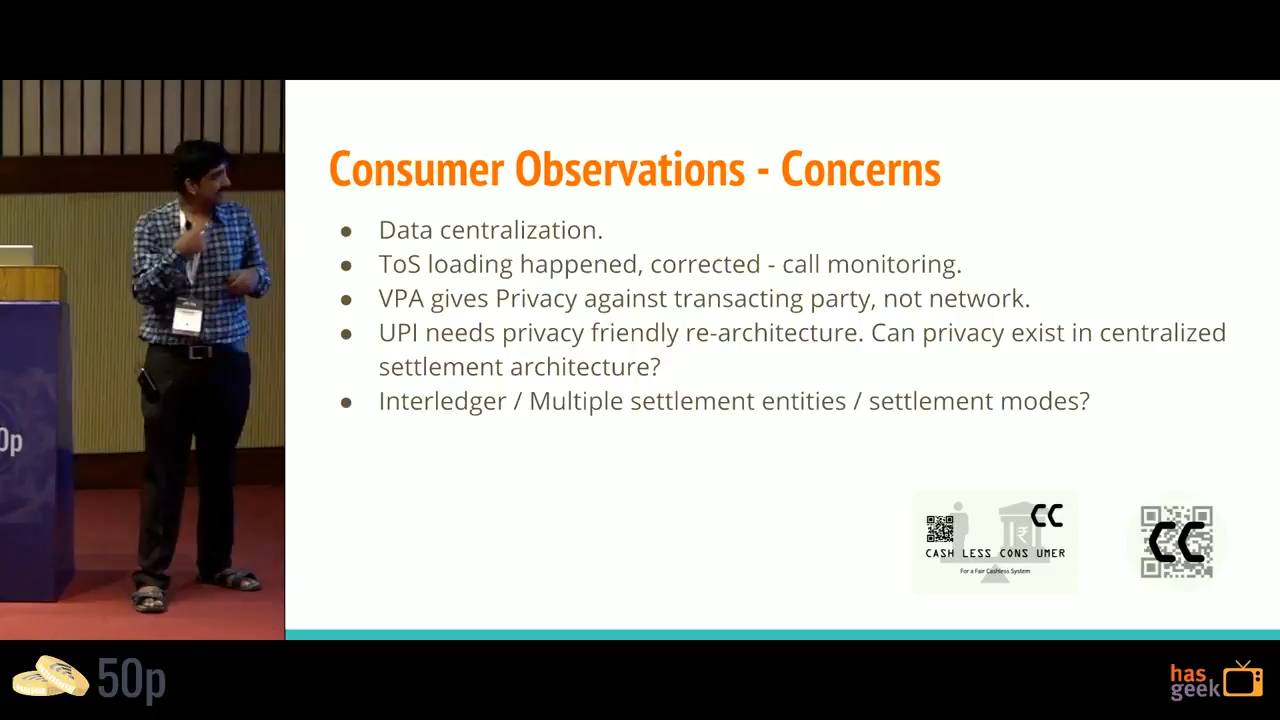 Consumer Observations - Concerns
● Data centralization.
● ToS loading happened, corrected - call monitoring.
● VPA gives Privacy against transacting party, not network.
● UPI needs privacy friendly re-architecture. Can privacy exist in centralized
settlement architecture?
● Interledger / Multiple settlement entities / settlement modes?
CC
CASH LESS CONS UMER
For a Fair Cashless System
CC
0p
50p
has
geek